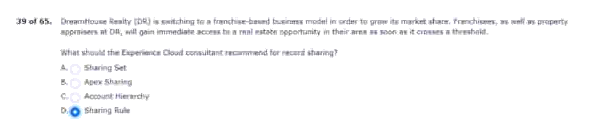 39 of 65. DreamHouse Realty (DR) is switching to a franchise-based business model in order to grow its market share. Franchisees, as well as property
appraisers at DR, will gain immediate access to a real estate opportunity in their area as soon as it crosses a threshold.
What should the Experience Cloud consultant recommend for record sharing?
A. Sharing Set
B. Apex Sharing
C. Account Hierarchy
D. Sharing Rule